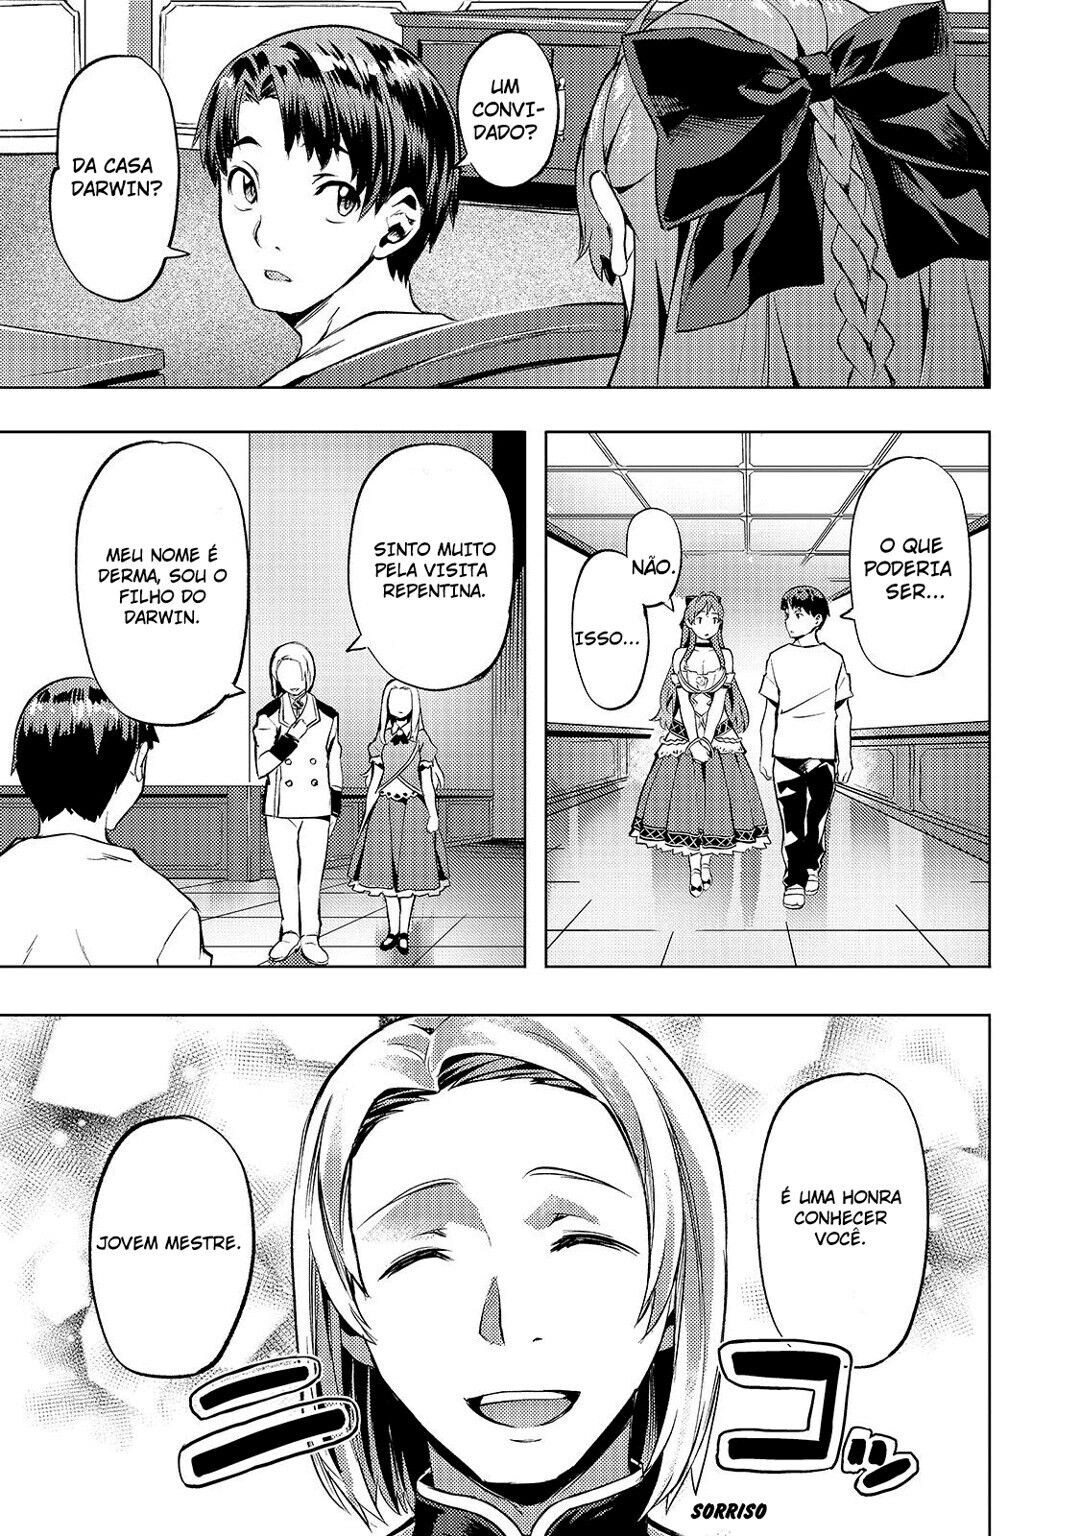 UM
CONVI-
DADO?
DA CASA
DARWIN?
O QUE
PODERIA
SER...
NÃO.
ISSO...
SINTO MUITO
PELA VISITA
REPENTINA.
MEU NOME É
DERMA, SOU O
FILHO DO
DARWIN.
É UMA HONRA
CONHECER
VOCÊ.
JOVEM MESTRE.
ニコッ
SORRISO